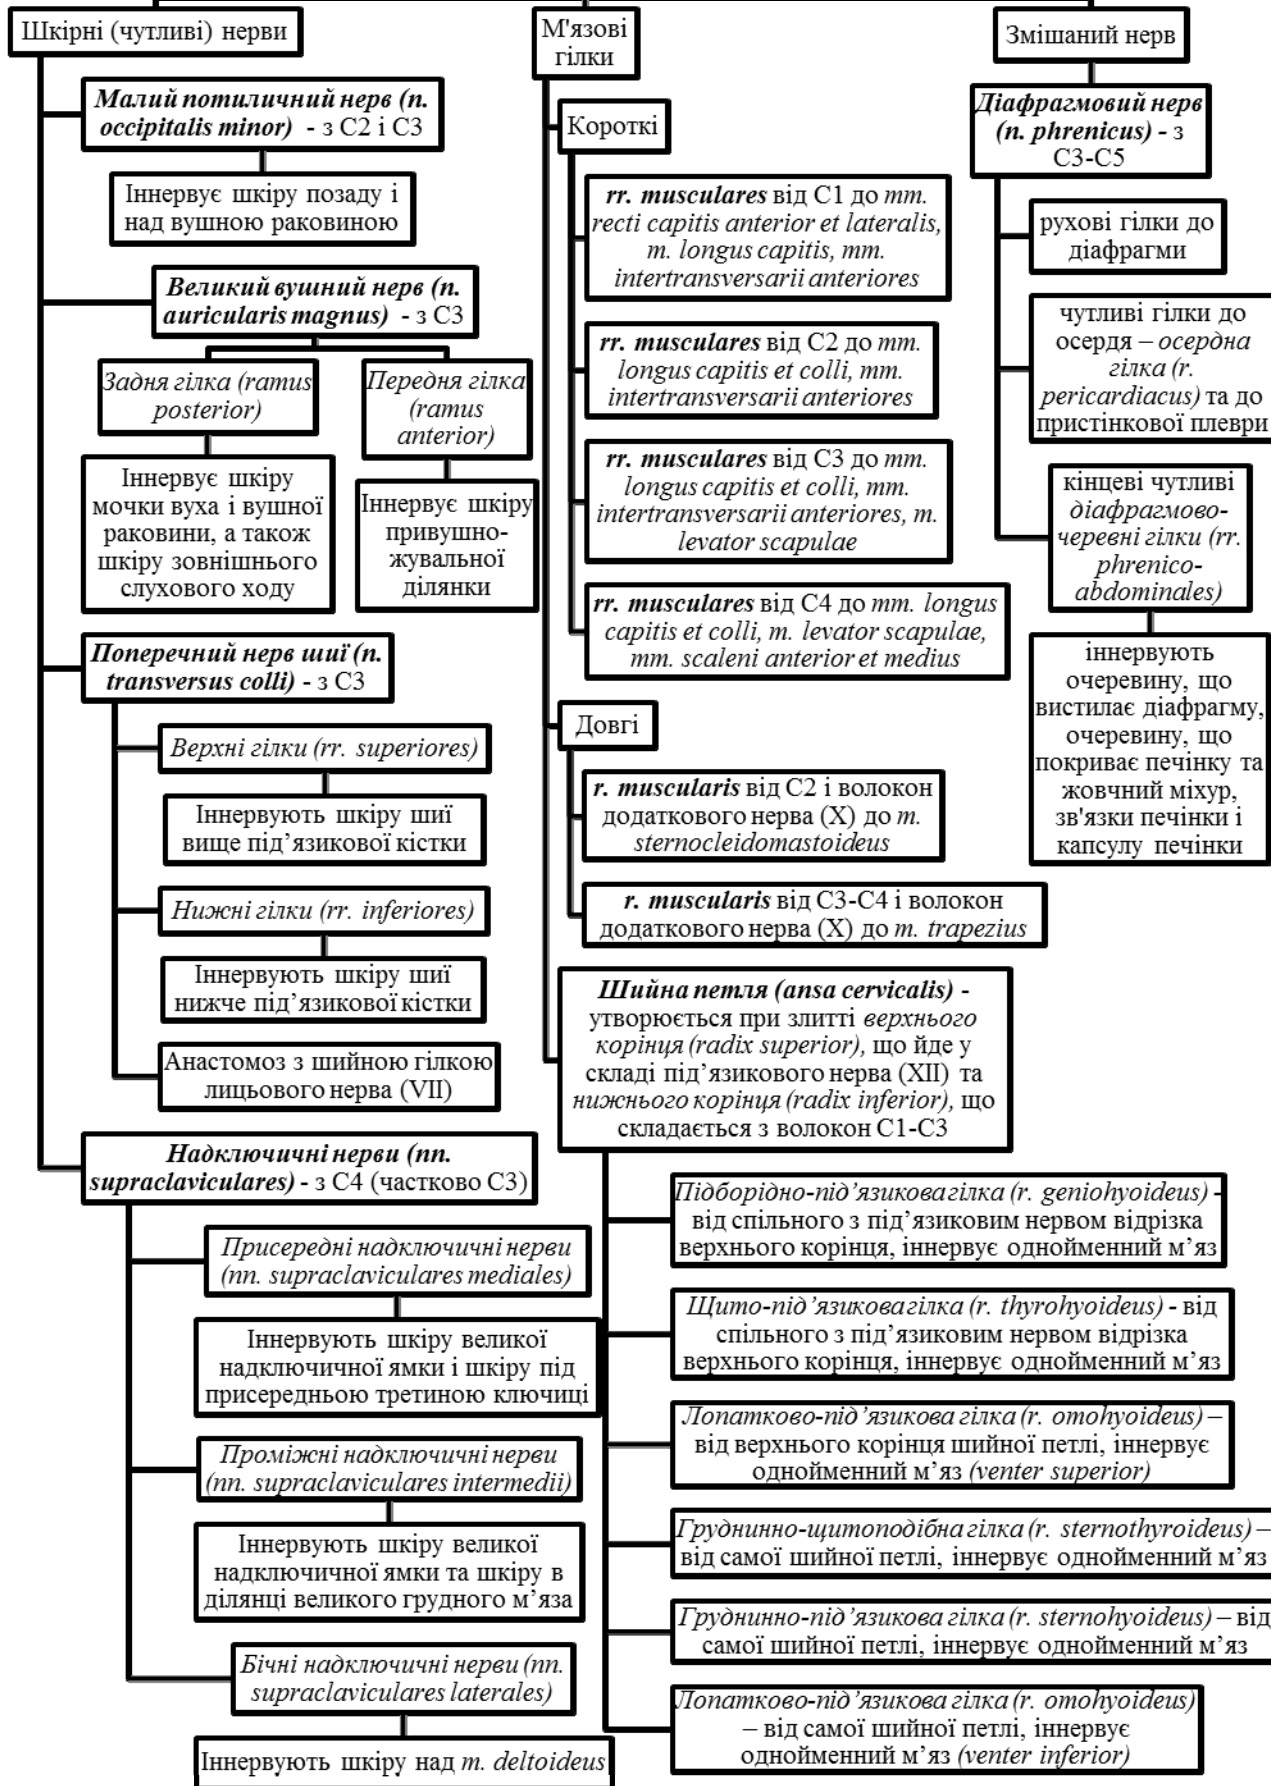 Шкірні (чутливі) нерви
Малий потиличний нерв (n.
occipitalis minor) - з С2 і С3
Іннервує шкіру позаду і
над вушною раковиною
Великий вушний нерв (n.
auricularis magnus) - з С3
Задня гілка (ramus
posterior)
Іннервує шкіру
мочки вуха і вушної
раковини, а також
шкіру зовнішнього
слухового ходу
Передня гілка
(ramus
anterior)
Іннервує шкіру
привушно-
жувальної
ділянки
Поперечний нерв шиї (n.
transversus colli) - з С3
Верхні гілки (rr. superiores)
Іннервують шкіру шиї
вище під’язикової кістки
Нижні гілки (rr. inferiores)
Іннервують шкіру шиї
нижче під’язикової кістки
Анастомоз з шийною гілкою
лицьового нерва (VII)
Надключичні нерви (nn.
supraclaviculares) - з С4 (частково С3)
Присередні надключичні нерви
(nn. supraclaviculares mediales)
Іннервують шкіру великої
надключичної ямки і шкіру під
присередньою третиною ключиці
Проміжні надключичні нерви
(nn. supraclaviculares intermedii)
Іннервують шкіру великої
надключичної ямки та шкіру в
ділянці великого грудного м’яза
Бічні надключичні нерви (nn.
supraclaviculares laterales)
Іннервують шкіру над m. deltoideus
М'язові
гілки
Короткі
rr. musculares від С1 до mm.
recti capitis anterior et lateralis,
m. longus capitis, mm.
intertransversarii anteriores
rr. musculares від С2 до mm.
longus capitis et colli, mm.
intertransversarii anteriores
rr. musculares від С3 до mm.
longus capitis et colli, mm.
intertransversarii anteriores, m.
levator scapulae
rr. musculares від С4 до mm. longus
capitis et colli, m. levator scapulae,
mm. scaleni anterior et medius
Довгі
r. muscularis від С2 і волокон
додаткового нерва (X) до m.
sternocleidomastoideus
r. muscularis від С3-С4 і волокон
додаткового нерва (X) до m. trapezius
Шийна петля (ansa cervicalis) -
утворюється при злитті верхнього
корінця (radix superior), що йде у
складі під’язикового нерва (XII) та
нижнього корінця (radix inferior), що
складається з волокон С1-С3
Підборідно-під’язикова гілка (r. geniohyoideus) -
від спільного з під’язиковим нервом відрізка
верхнього корінця, іннервує однойменний м’яз
Щито-під’язикова гілка (r. thyrohyoideus) - від
спільного з під’язиковим нервом відрізка
верхнього корінця, іннервує однойменний м’яз
Лопатково-під’язикова гілка (r. omohyoideus) –
від верхнього корінця шийної петлі, іннервує
однойменний м’яз (venter superior)
Груднинно-щитоподібна гілка (r. sternothyroideus) –
від самої шийної петлі, іннервує однойменний м’яз
Груднинно-під’язикова гілка (r. sternohyoideus) – від
самої шийної петлі, іннервує однойменний м’яз
Лопатково-під’язикова гілка (r. omohyoideus)
– від самої шийної петлі, іннервує
однойменний м’яз (venter inferior)
Змішаний нерв
Діафрагмовий нерв
(n. phrenicus) - з
С3-С5
рухові гілки до
діафрагми
чутливі гілки до
осердя – осердна
гілка (r.
pericardiacus) та до
пристінкової плеври
кінцеві чутливі
діафрагмово-
черевні гілки (rr.
phrenico-
abdominales)
іннервують
очеревину, що
вистилає діафрагму,
очеревину, що
покриває печінку та
жовчний міхур,
зв'язки печінки і
капсулу печінки